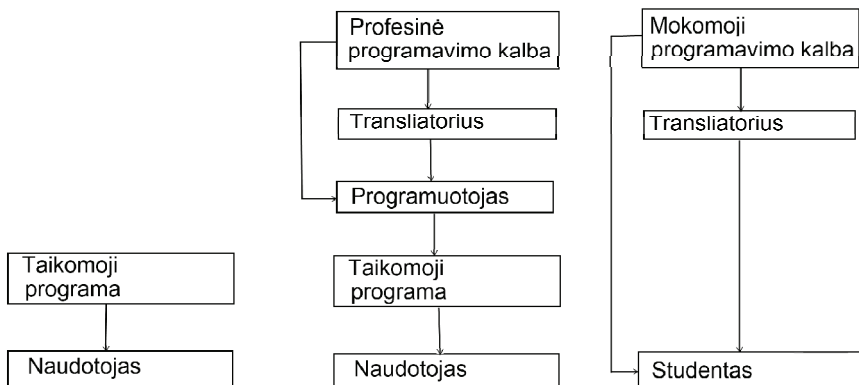 Taikomoji
programa
Naudotojas
Profesinė
programavimo kalba
Transliatorius
Programuotojas
Taikomoji
programa
Naudotojas
Mokomoji
programavimo kalba
Transliatorius
Studentas